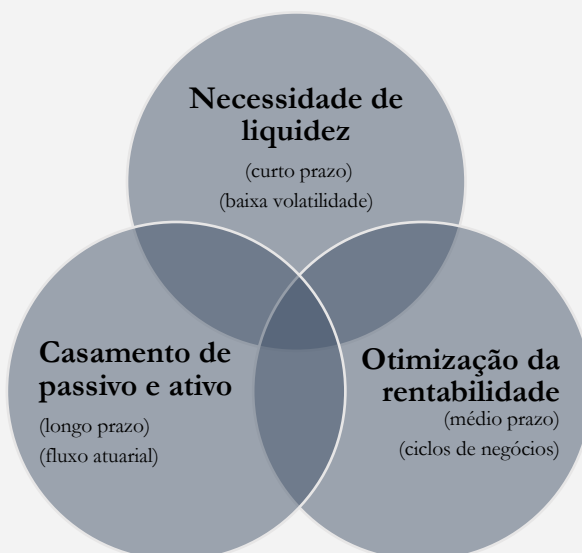 Necessidade de
liquidez
(curto prazo)
(baixa volatilidade)
Casamento de
passivo e ativo
(longo prazo)
(fluxo atuarial)
Otimização da
rentabilidade
(médio prazo)
(ciclos de negócios)